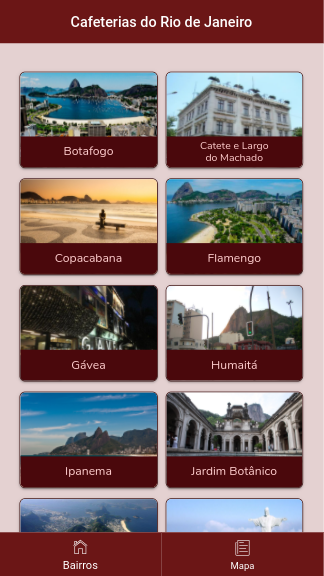 Cafeterias do Rio de Janeiro
Botafogo
Catete e Largo
do Machado
Copacabana
Flamengo
Gávea
Humaitá
Ipanema
Jardim Botânico
Bairros
Mapa